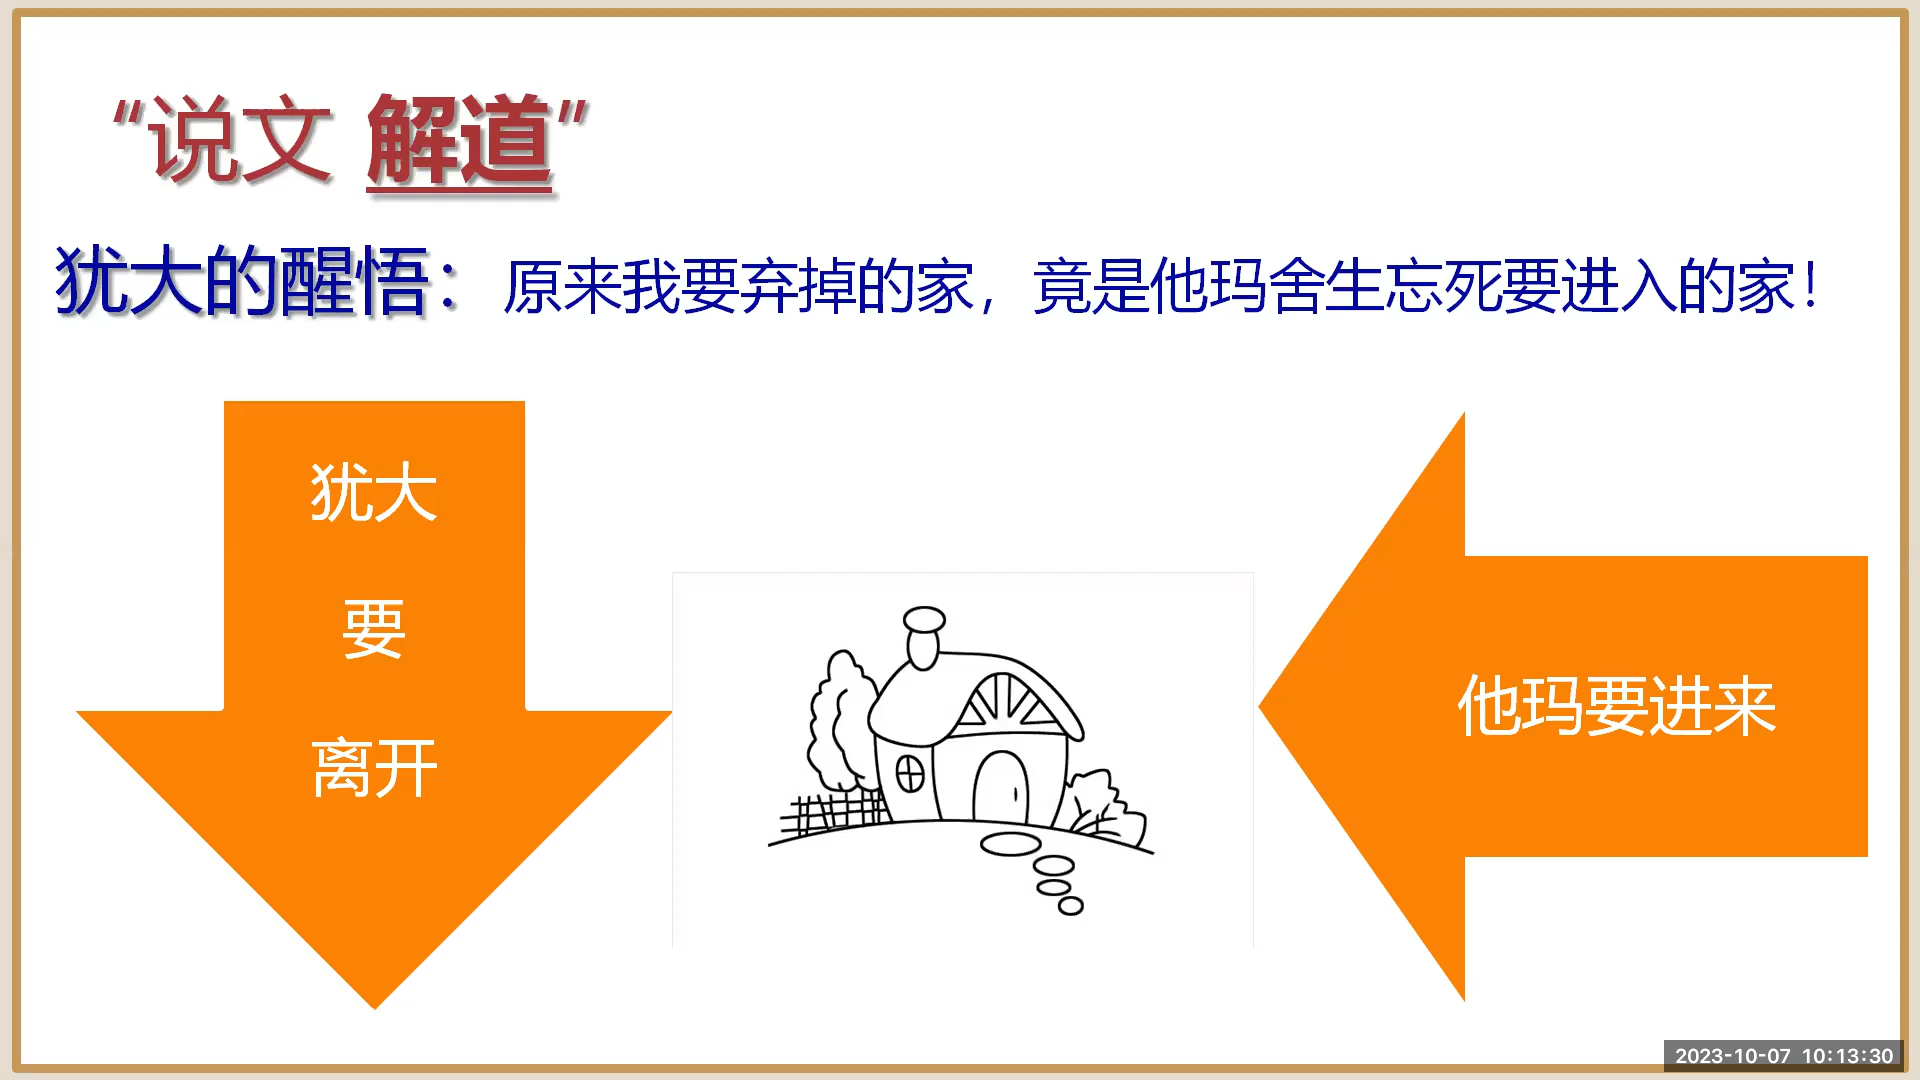 “说文 解道”
犹大的醒悟：原来我要弃掉的家，竟是他玛舍生忘死要进入的家！
犹大
要
离开
他玛要进来
2023-10-07 10:13:30